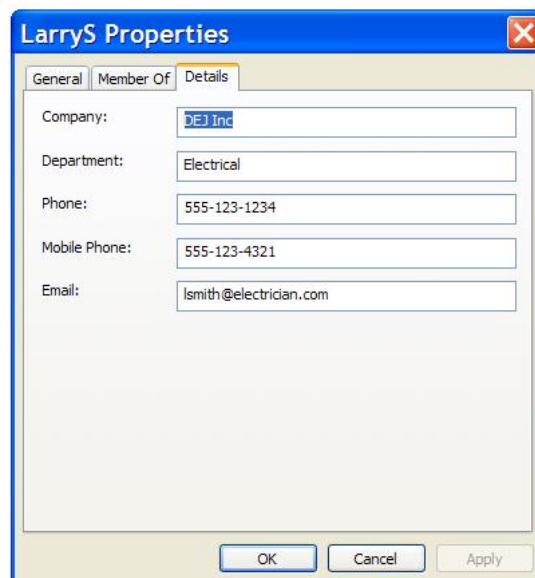 LarryS Properties
General Member Of Details
Company: DEJ Inc
Department: Electrical
Phone: 555-123-1234
Mobile Phone: 555-123-4321
Email: lsmith@electrician.com
OK Cancel Apply